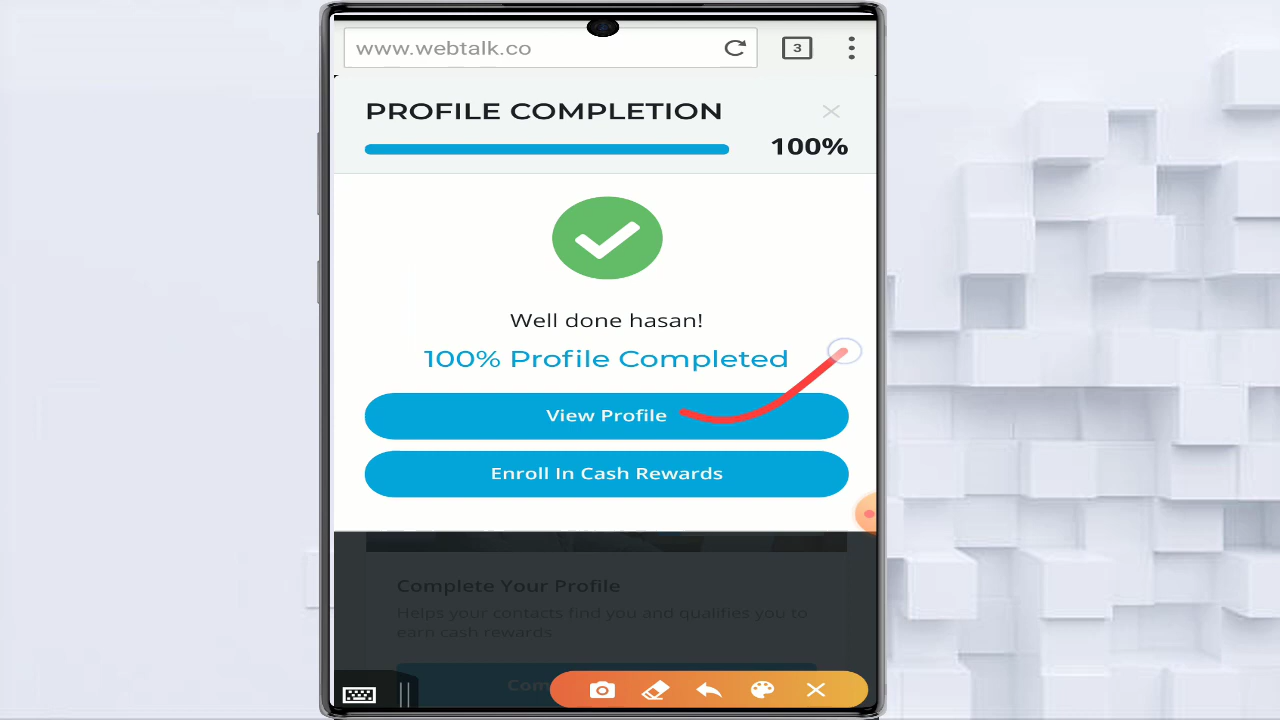 www.webtalk.co
3
PROFILE COMPLETION
100%
Well done hasan!
100% Profile Completed
View Profile
Enroll In Cash Rewards
Complete Your Profile
Helps your contacts find you and qualifies you to
earn cash rewards
Com